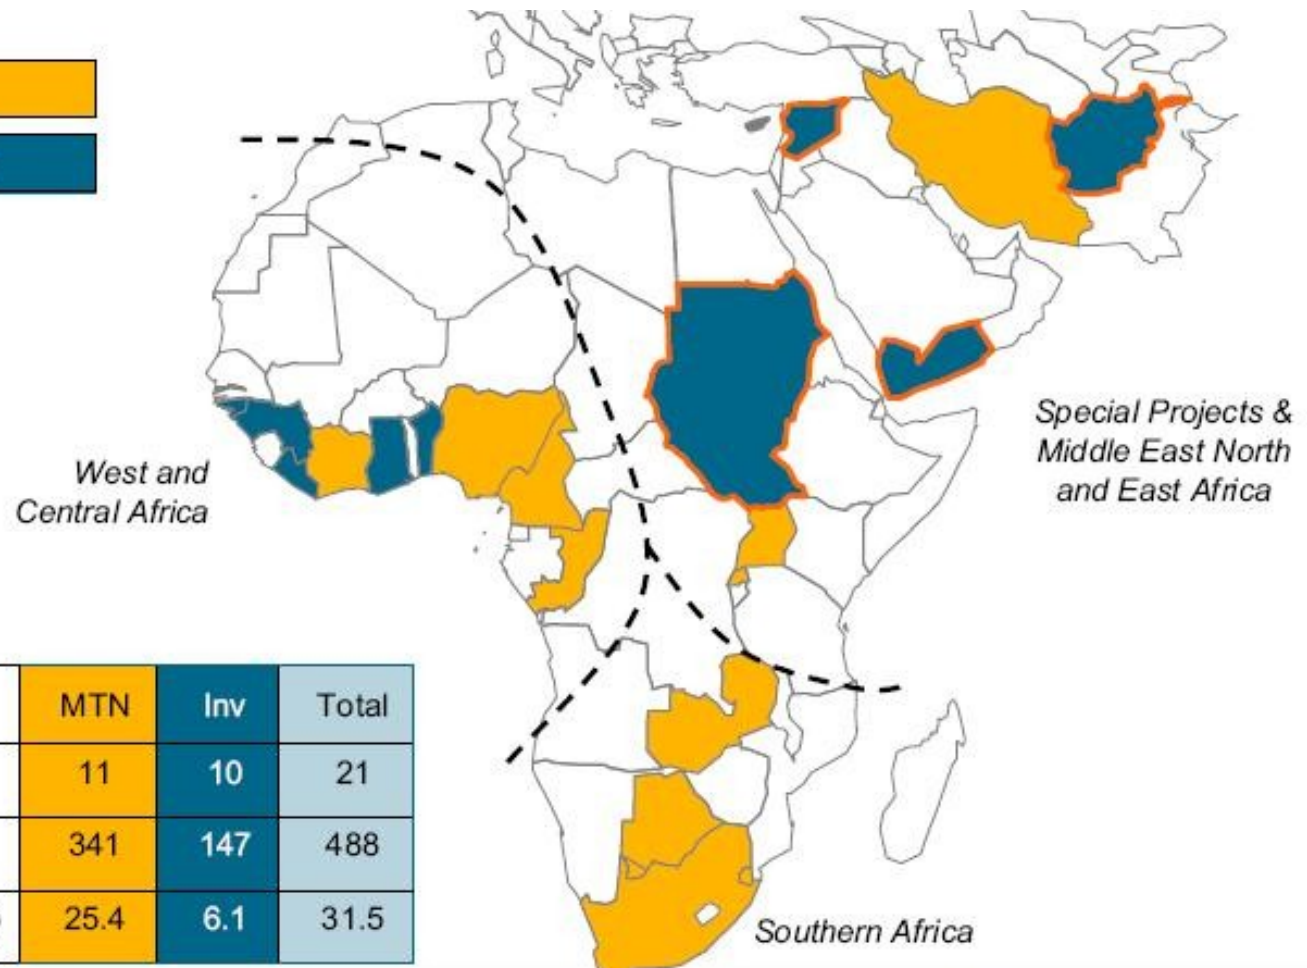 Special Projects &
Middle East North
and East Africa
West and
Central Africa
MTN Inv Total
11 10 21
341 147 488
25.4 6.1 31.5
Southern Africa